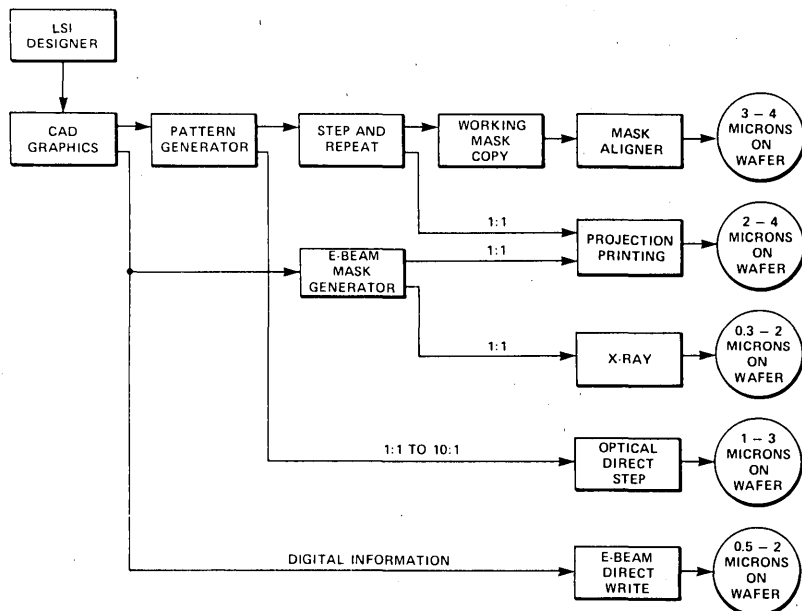 LSI
DESIGNER
CAD
GRAPHICS
PATTERN
GENERATOR
STEP AND
REPEAT
WORKING
MASK
COPY
MASK
ALIGNER
3 – 4
MICRONS
ON
WAFER
1:1
E-BEAM
MASK
GENERATOR
1:1
PROJECTION
PRINTING
2 – 4
MICRONS
ON
WAFER
1:1
X-RAY
0.3 – 2
MICRONS
ON
WAFER
1:1 TO 10:1
OPTICAL
DIRECT
STEP
1 – 3
MICRONS
ON
WAFER
DIGITAL INFORMATION
E-BEAM
DIRECT
WRITE
0.5 – 2
MICRONS
ON
WAFER